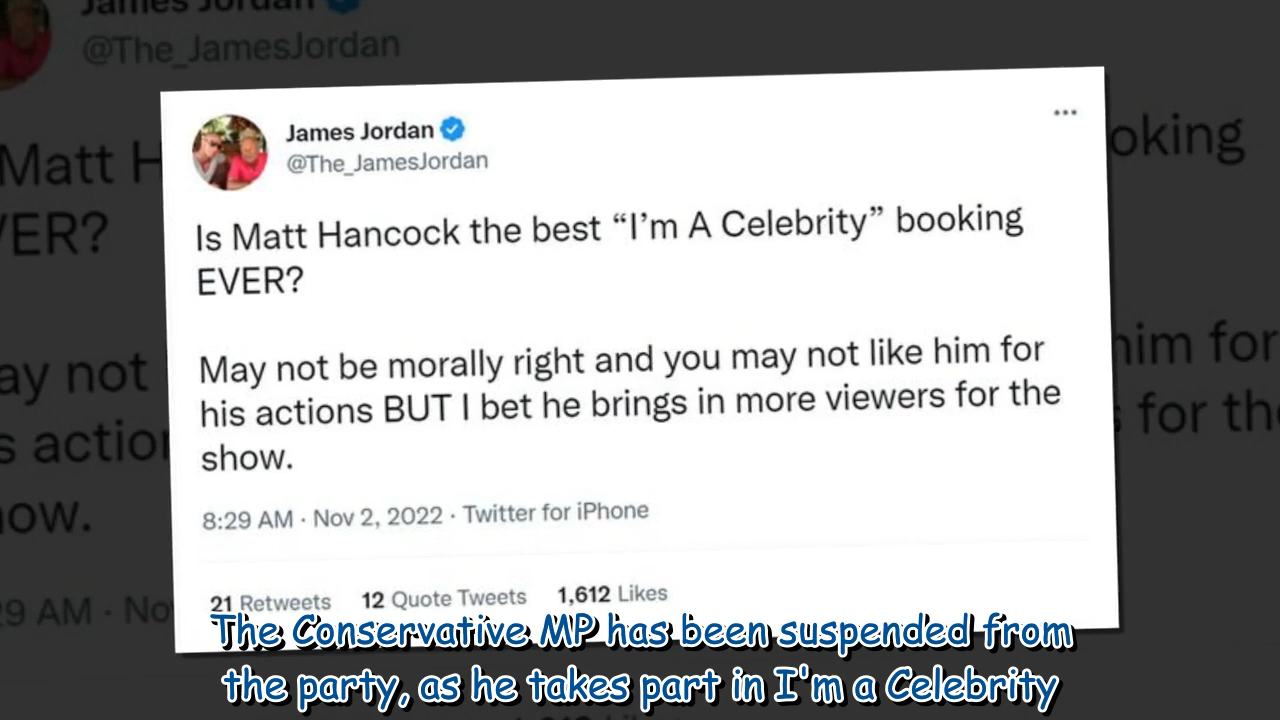 James Jordan
@The_JamesJordan
James Jordan
@The_JamesJordan
Is Matt Hancock the best “I’m A Celebrity” booking
EVER?
May not be morally right and you may not like him for
his actions BUT I bet he brings in more viewers for the
show.
8:29 AM · Nov 2, 2022 · Twitter for iPhone
21 Retweets 12 Quote Tweets 1,612 Likes
The Conservative MP has been suspended from
the party, as he takes part in I'm a Celebrity